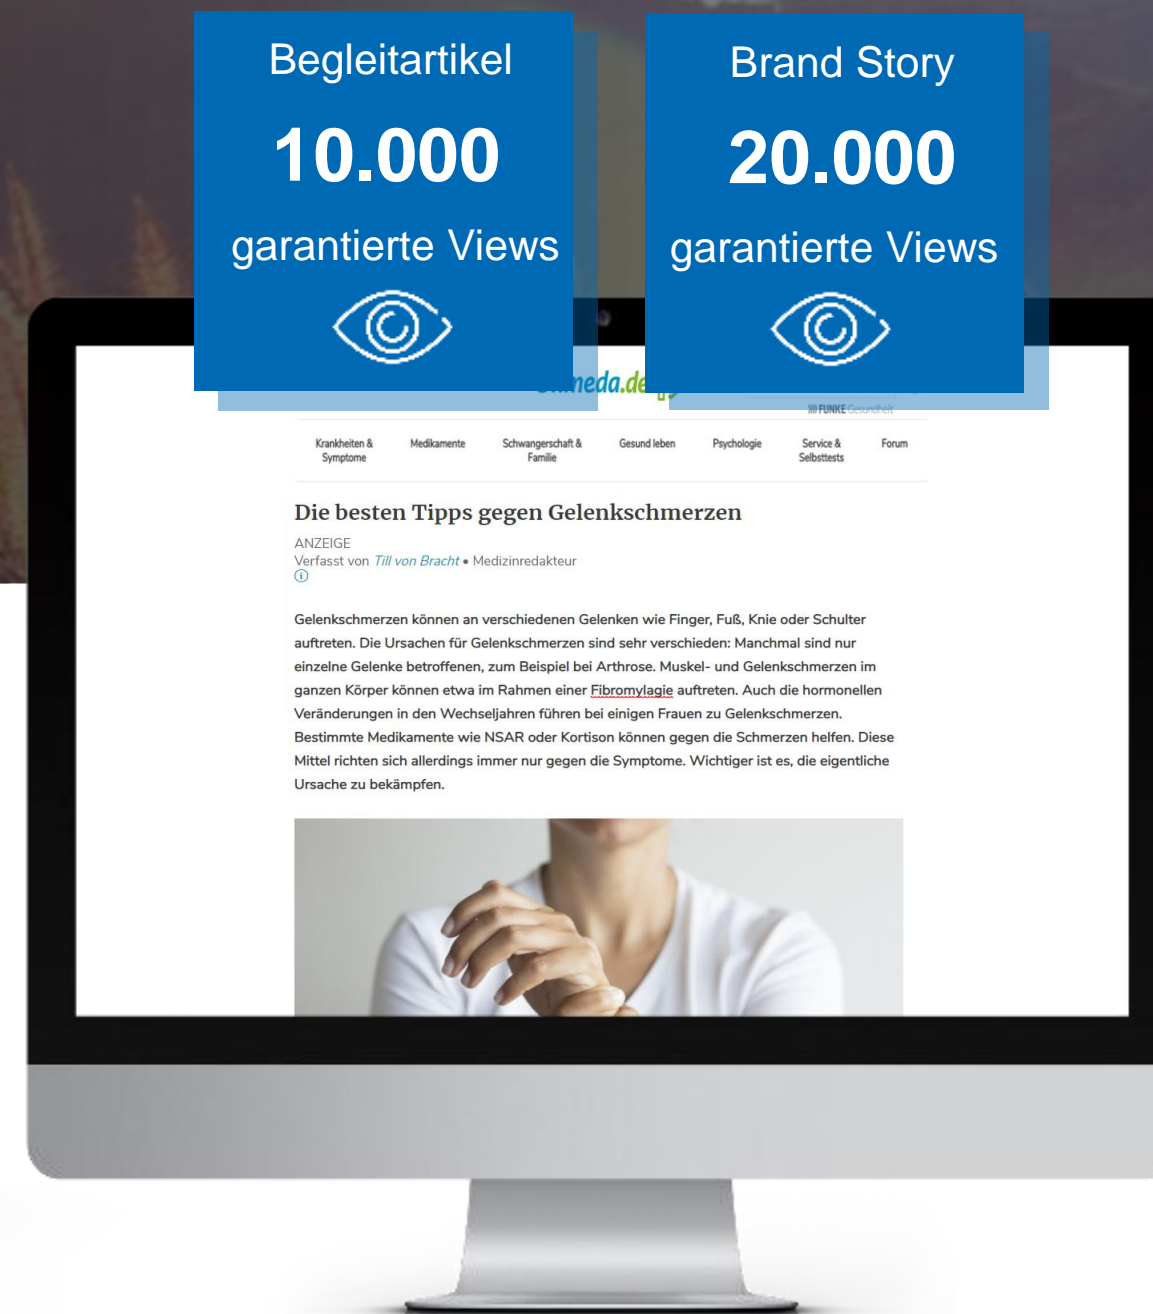 Begleitartikel
10.000
garantierte Views
Brand Story
20.000
garantierte Views
FUNKE Gesundheit
Krankheiten & Symptome
Medikamente
Schwangerschaft & Familie
Gesund leben
Psychologie
Service & Selbsttests
Forum
Die besten Tipps gegen Gelenkschmerzen
ANZEIGE
Verfasst von Till von Bracht • Medizinredakteur
Gelenkschmerzen können an verschiedenen Gelenken wie Finger, Fuß, Knie oder Schulter
auftreten. Die Ursachen für Gelenkschmerzen sind sehr verschieden: Manchmal sind nur
einzelne Gelenke betroffenen, zum Beispiel bei Arthrose. Muskel- und Gelenkschmerzen im
ganzen Körper können etwa im Rahmen einer Fibromylagie auftreten. Auch die hormonellen
Veränderungen in den Wechseljahren führen bei einigen Frauen zu Gelenkschmerzen.
Bestimmte Medikamente wie NSAR oder Kortison können gegen die Schmerzen helfen. Diese
Mittel richten sich allerdings immer nur gegen die Symptome. Wichtiger ist es, die eigentliche
Ursache zu bekämpfen.